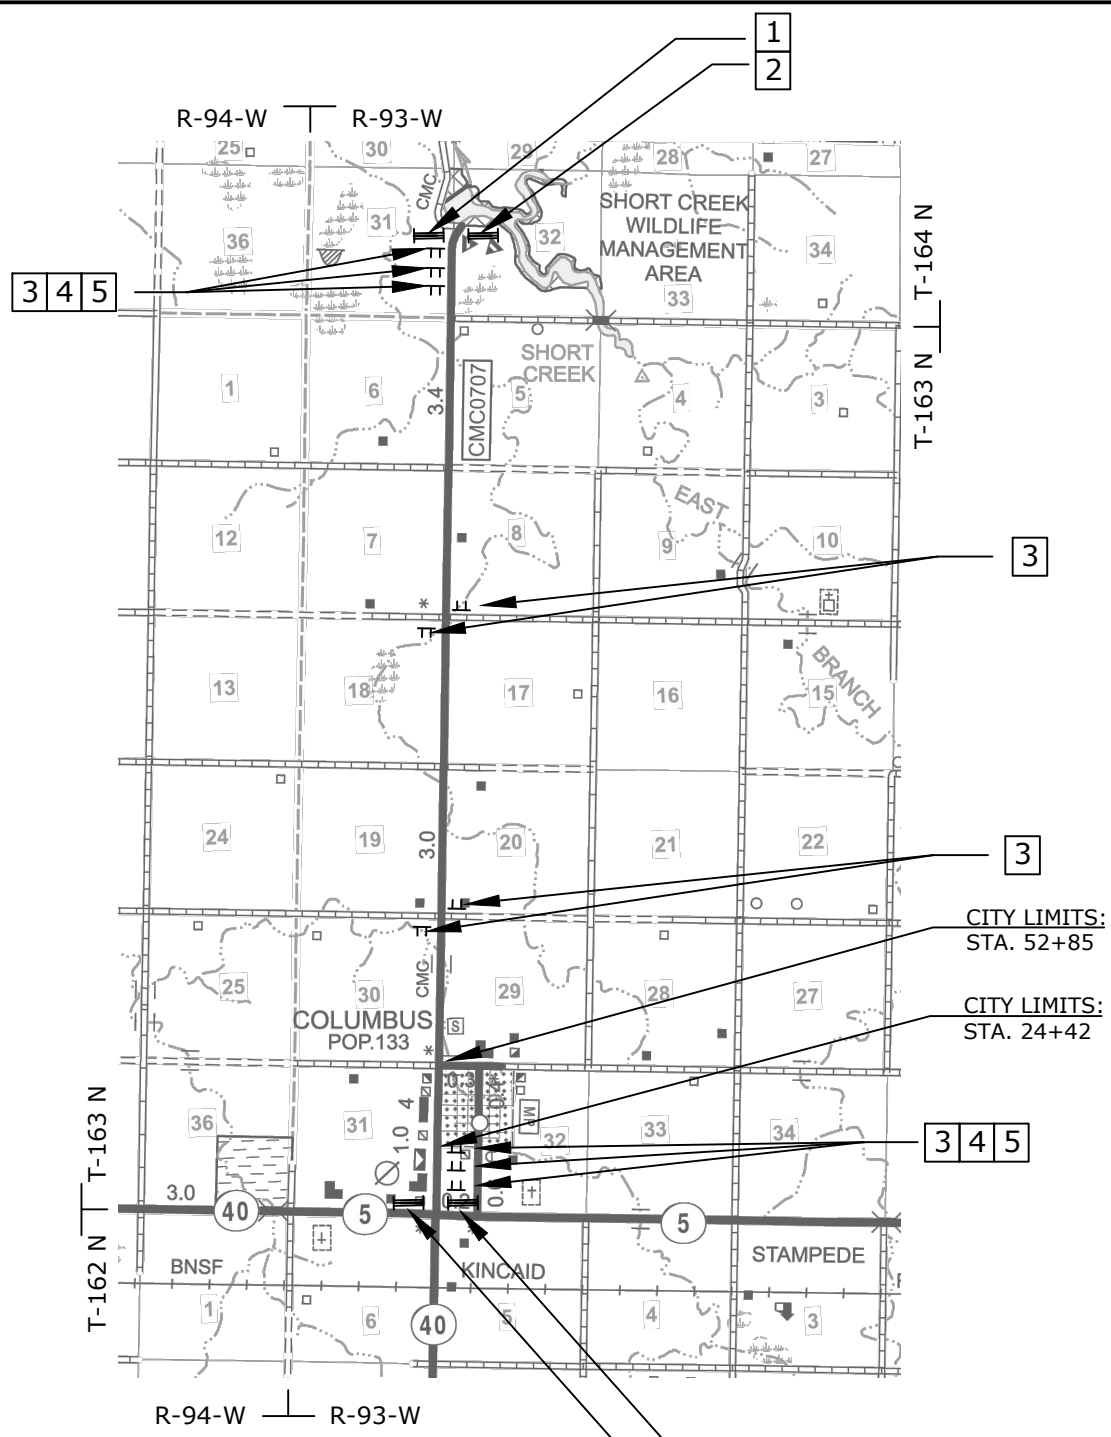 1
2
R-94-W
R-93-W
25
30
29
28
27
CMC
31
32
36
SHORT CREEK
WILDLIFE
MANAGEMENT
AREA
34
33
T-164 N
3 4 5
SHORT
CREEK
1
6
5
4
3
3.4
CMC0707
T-163 N
EAST
12
7
8
9
10
3
13
18
17
16
15
BRANCH
24
19
3.0
20
21
22
3
CITY LIMITS:
STA. 52+85
25
30
CMC
29
28
27
CITY LIMITS:
STA. 24+42
COLUMBUS
POP.133
S
36
31
1.0
4
MP
32
33
34
3 4 5
T-163 N
3.0
40
5
5
T-162 N
BNSF
KINCAID
STAMPEDE
1
6
40
5
4
3
R-94-W
R-93-W